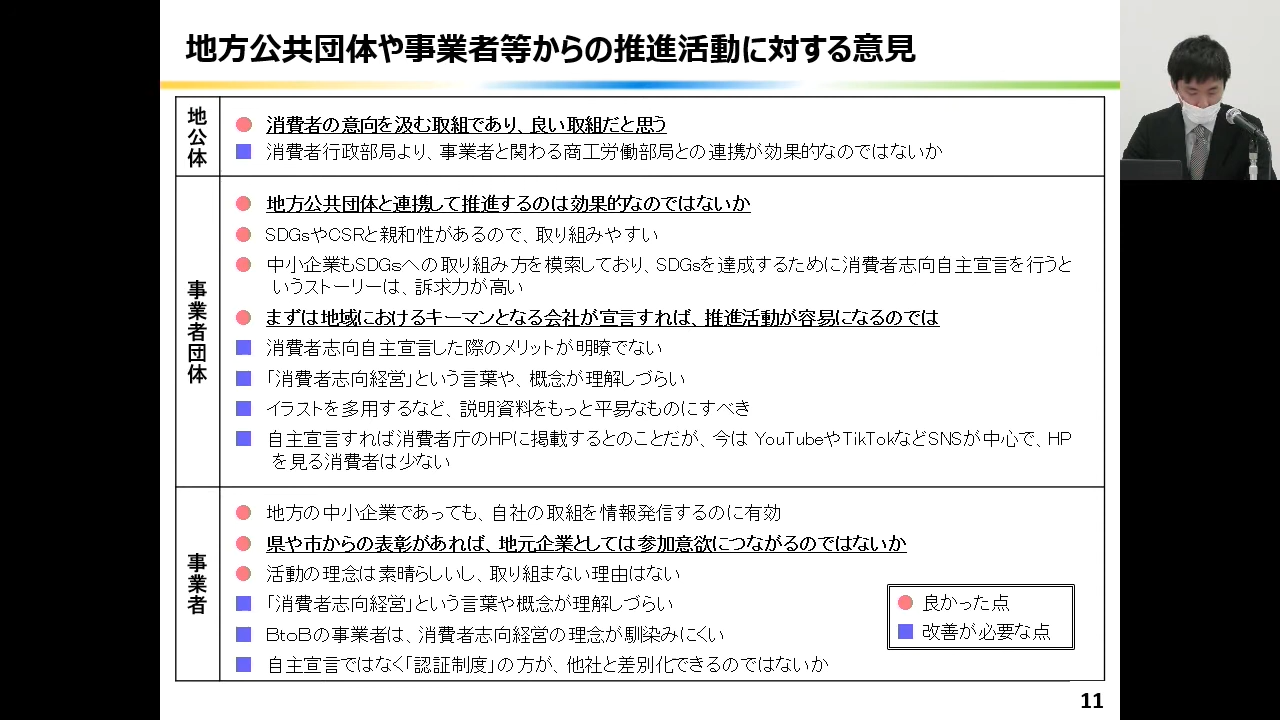 地方公共団体や事業者等からの推進活動に対する意見
地公体
消費者の意向を汲む取組であり、良い取組だと思う
消費者行政部局より、事業者と関わる商工労働部局との連携が効果的なのではないか
事業者団体
地方公共団体と連携して推進するのは効果的なのではないか
SDGsやCSRと親和性があるので、取り組みやすい
中小企業もSDGsへの取り組み方を模索しており、SDGsを達成するために消費者志向自主宣言を行うと
いうストーリーは、訴求力が高い
まずは地域におけるキーマンとなる会社が宣言すれば、推進活動が容易になるのでは
消費者志向自主宣言した際のメリットが明瞭でない
「消費者志向経営」という言葉や、概念が理解しづらい
イラストを多用するなど、説明資料をもっと平易なものにすべき
自主宣言すれば消費者庁のHPに掲載するとのことだが、今は YouTubeやTikTokなどSNSが中心で、HP
を見る消費者は少ない
事業者
地方の中小企業であっても、自社の取組を情報発信するのに有効
県や市からの表彰があれば、地元企業としては参加意欲につながるのではないか
活動の理念は素晴らしいし、取り組まない理由はない
「消費者志向経営」という言葉や概念が理解しづらい
BtoBの事業者は、消費者志向経営の理念が馴染みにくい
自主宣言ではなく「認証制度」の方が、他社と差別化できるのではないか
良かった点
改善が必要な点
11